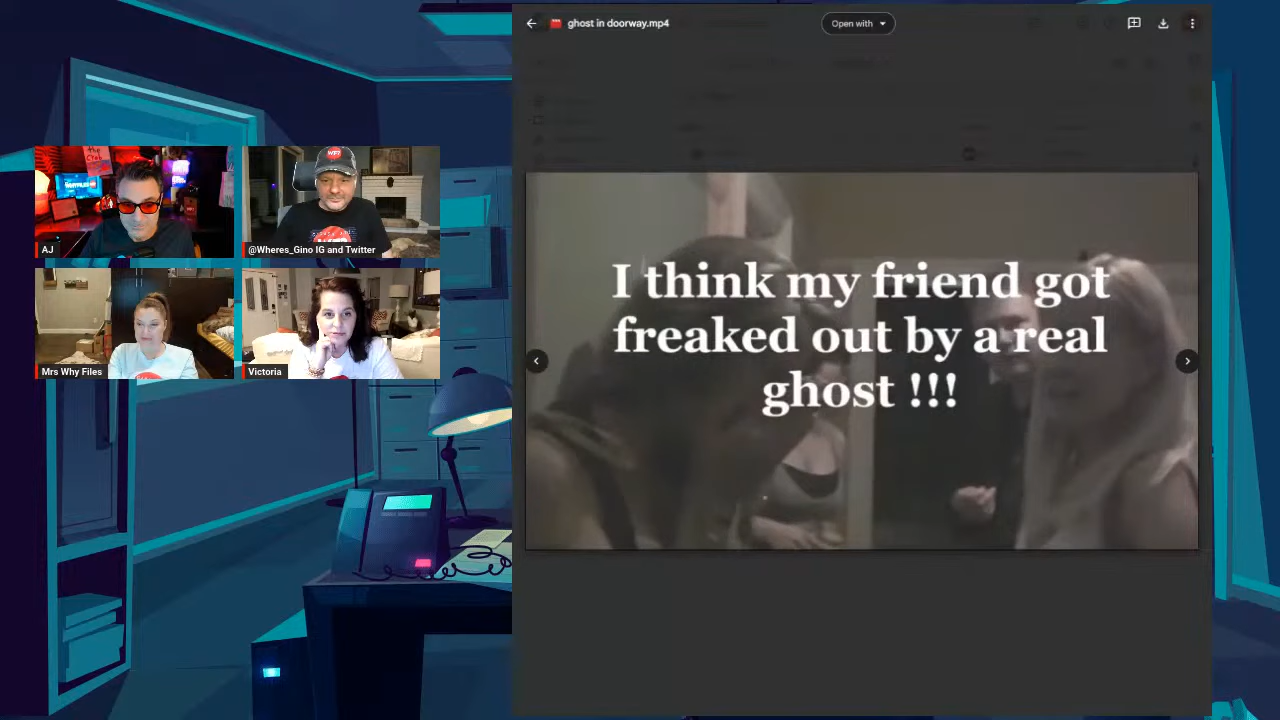 ghost in doorway.mp4
Open with
I think my friend got
freaked out by a real
ghost !!!
AJ
@Wheres_Gino IG and Twitter
WF?
Mrs Why Files
Victoria